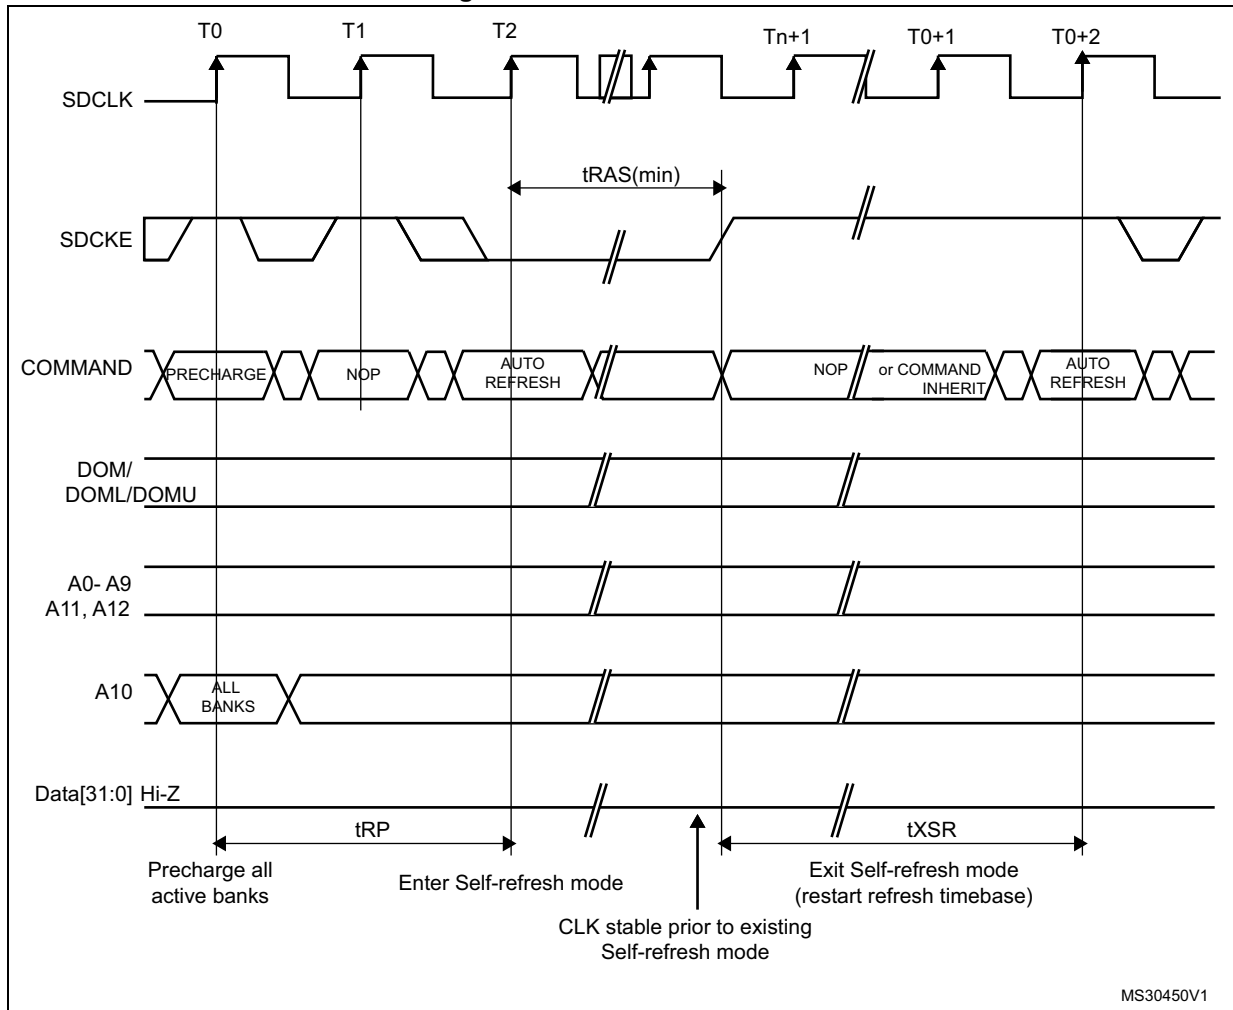 T0 T1 T2 Tn+1 T0+1 T0+2
SDCLK
tRAS(min)
SDCKE
COMMAND PRECHARGE NOP AUTO REFRESH NOP or COMMAND INHERIT AUTO REFRESH
DOM/
DOML/DOMU
A0- A9
A11, A12
A10 ALL BANKS
Data[31:0] Hi-Z
tRP tXSR
Precharge all
active banks
Enter Self-refresh mode
Exit Self-refresh mode
(restart refresh timebase)
CLK stable prior to existing
Self-refresh mode
MS30450V1